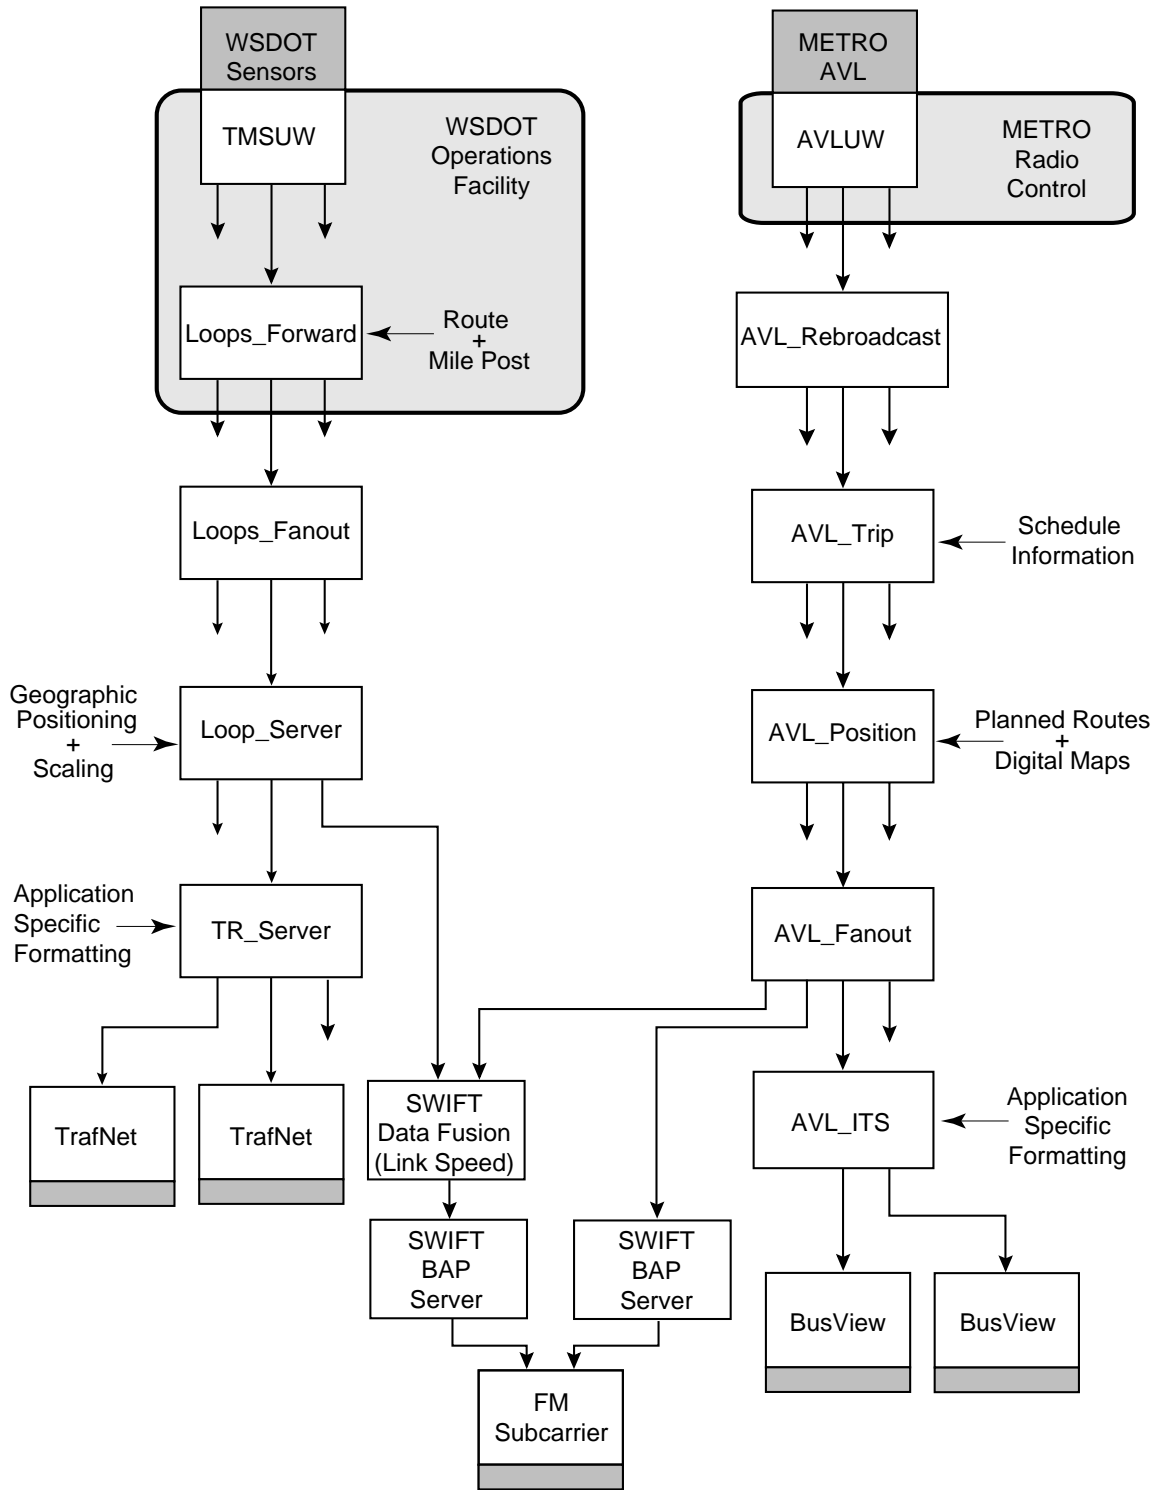 WSDOT
Sensors
METRO
AVL
TMSUW
WSDOT
Operations
Facility
AVLUW
METRO
Radio
Control
Loops_Forward
Route
+
Mile Post
AVL_Rebroadcast
Loops_Fanout
AVL_Trip
Schedule
Information
Geographic
Positioning
+
Scaling
Loop_Server
AVL_Position
Planned Routes
+
Digital Maps
Application
Specific
Formatting
TR_Server
AVL_Fanout
TrafNet
TrafNet
SWIFT
Data Fusion
(Link Speed)
AVL_ITS
Application
Specific
Formatting
SWIFT
BAP
Server
SWIFT
BAP
Server
BusView
BusView
FM
Subcarrier